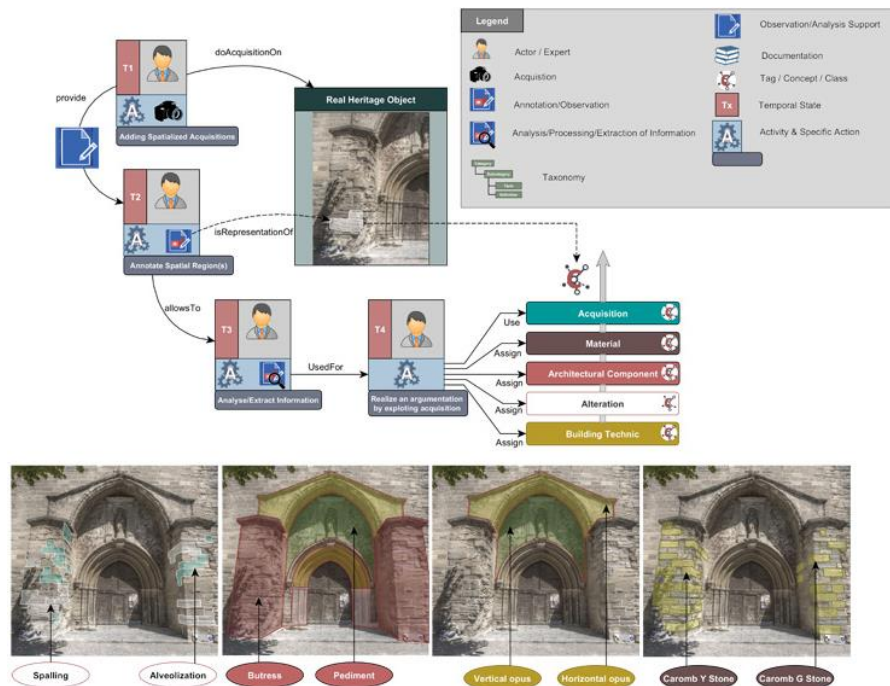 Legend
Actor / Expert
Acquistion
Annotation/Observation
Analysis/Processing/Extraction of Information
Taxonomy
Observation/Analysis Support
Documentation
Tag / Concept / Class
Tx
Temporal State
A
Activity & Specific Action
T1
doAcquisitionOn
provide
A
Adding Spatialized Acquisitions
Real Heritage Object
T2
isRepresentationOf
A
Annotate Spatial Region(s)
allowsTo
T3
A
Analyse/Extract Information
UsedFor
T4
A
Realize an argumentation
by exploting acquisition
Use
Acquisition
Assign
Material
Assign
Architectural Component
Assign
Alteration
Assign
Building Technic
Spalling
Alveolization
Butress
Pediment
Vertical opus
Horizontal opus
Caromb Y Stone
Caromb G Stone